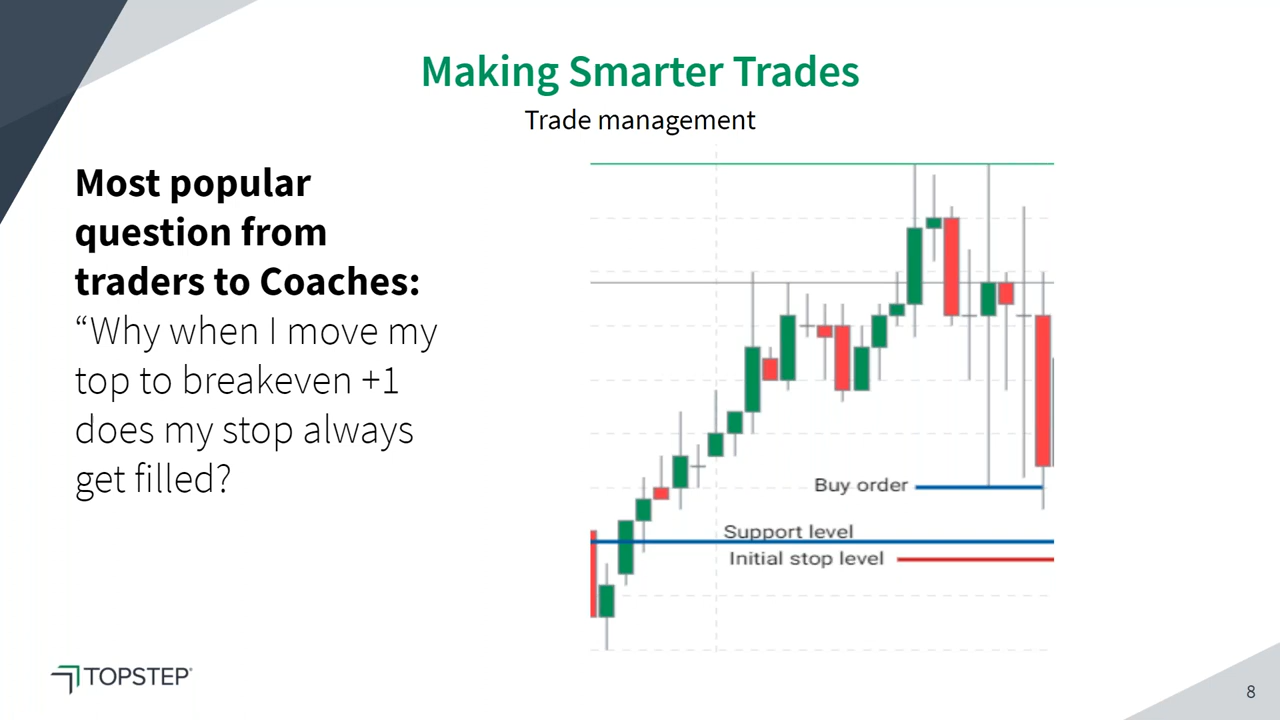 Making Smarter Trades
Trade management
Most popular
question from
traders to Coaches:
“Why when I move my
top to breakeven +1
does my stop always
get filled?
Buy order
Support level
Initial stop level
TOPSTEP®
8